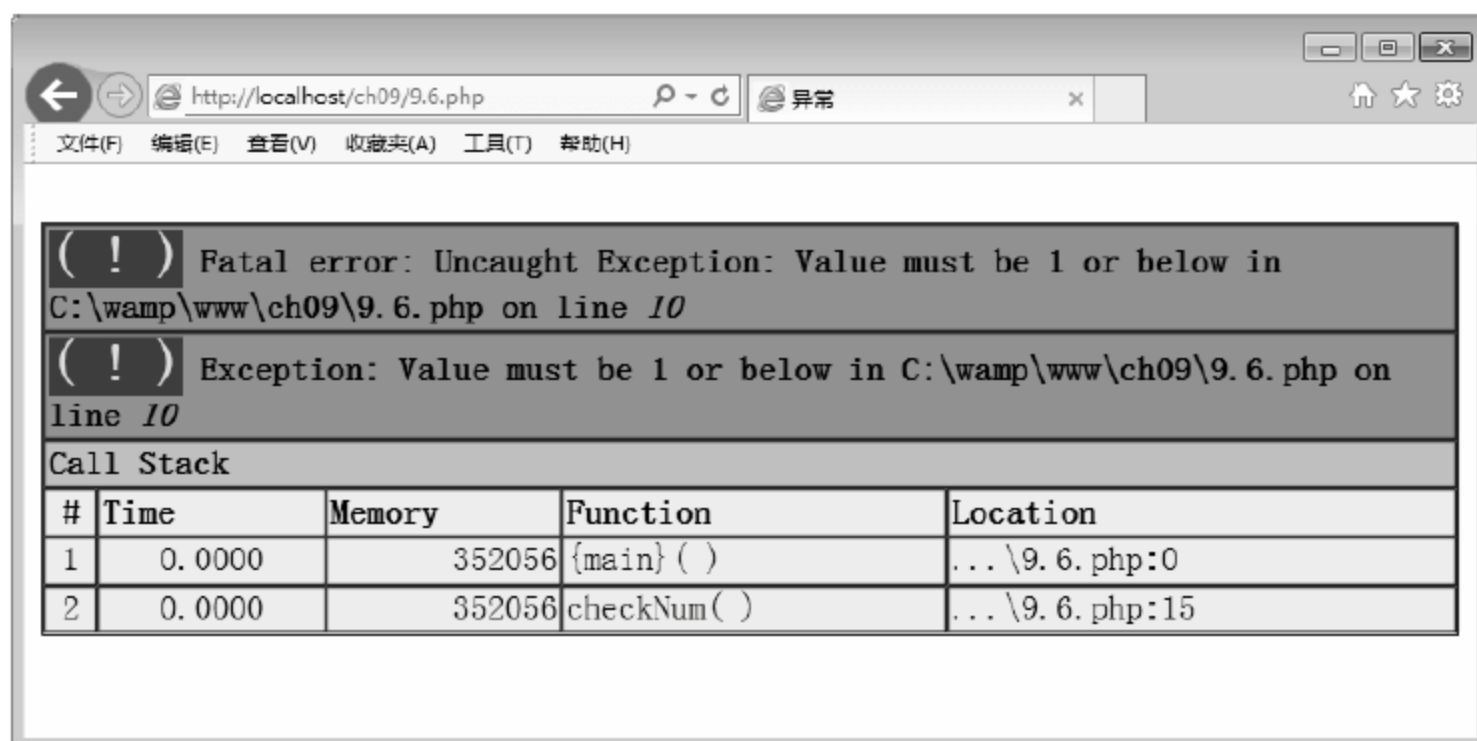 http://localhost/ch09/9.6.php 异常
文件(F) 编辑(E) 查看(V) 收藏夹(A) 工具(T) 帮助(H)
( ! ) Fatal error: Uncaught Exception: Value must be 1 or below in
C:\wamp\www\ch09\9.6.php on line 10
( ! ) Exception: Value must be 1 or below in C:\wamp\www\ch09\9.6.php on
line 10
Call Stack
# Time Memory Function Location
1 0.0000 352056 {main}( ) ...\9.6.php:0
2 0.0000 352056 checkNum( ) ...\9.6.php:15